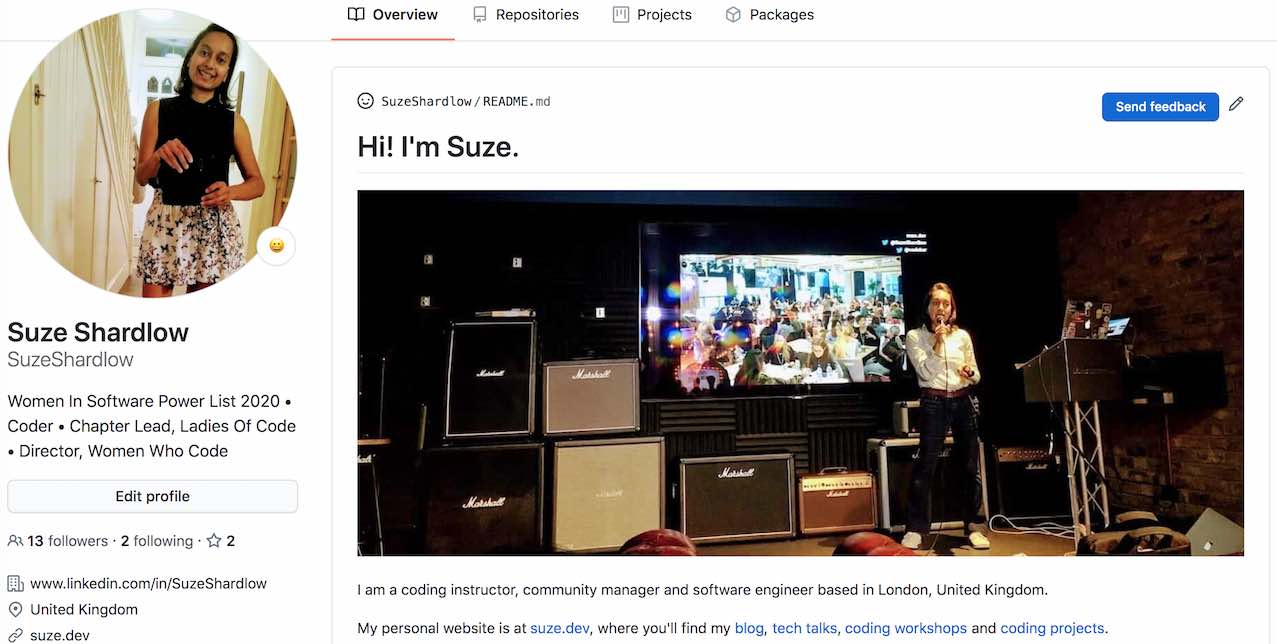 Overview
Repositories
Projects
Packages
SuzeShardlow/README.md
Send feedback
Hi! I'm Suze.
Marshall
Marshall
Marshall
Marshall
Marshall
Suze Shardlow
SuzeShardlow
Women In Software Power List 2020 •
Coder • Chapter Lead, Ladies Of Code
• Director, Women Who Code
Edit profile
13 followers · 2 following · 2
www.linkedin.com/in/SuzeShardlow
United Kingdom
suze.dev
I am a coding instructor, community manager and software engineer based in London, United Kingdom.
My personal website is at suze.dev, where you'll find my blog, tech talks, coding workshops and coding projects.